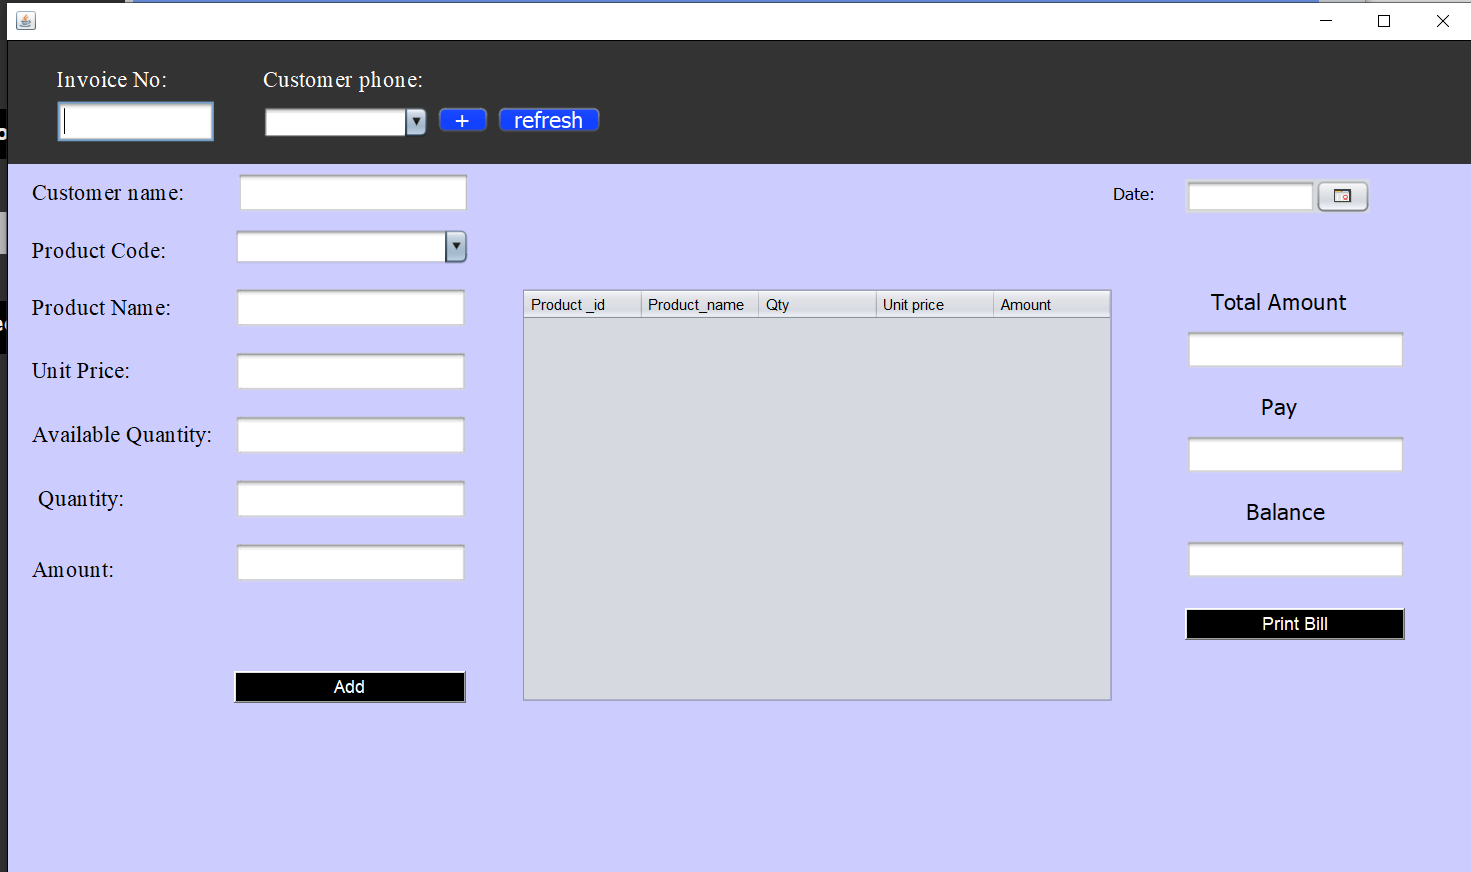 Invoice No:
Customer phone:
+
refresh
Customer name:
Date:
Product Code:
Product Name:
Product _id
Product_name
Qty
Unit price
Amount
Total Amount
Unit Price:
Pay
Available Quantity:
Quantity:
Balance
Amount:
Print Bill
Add